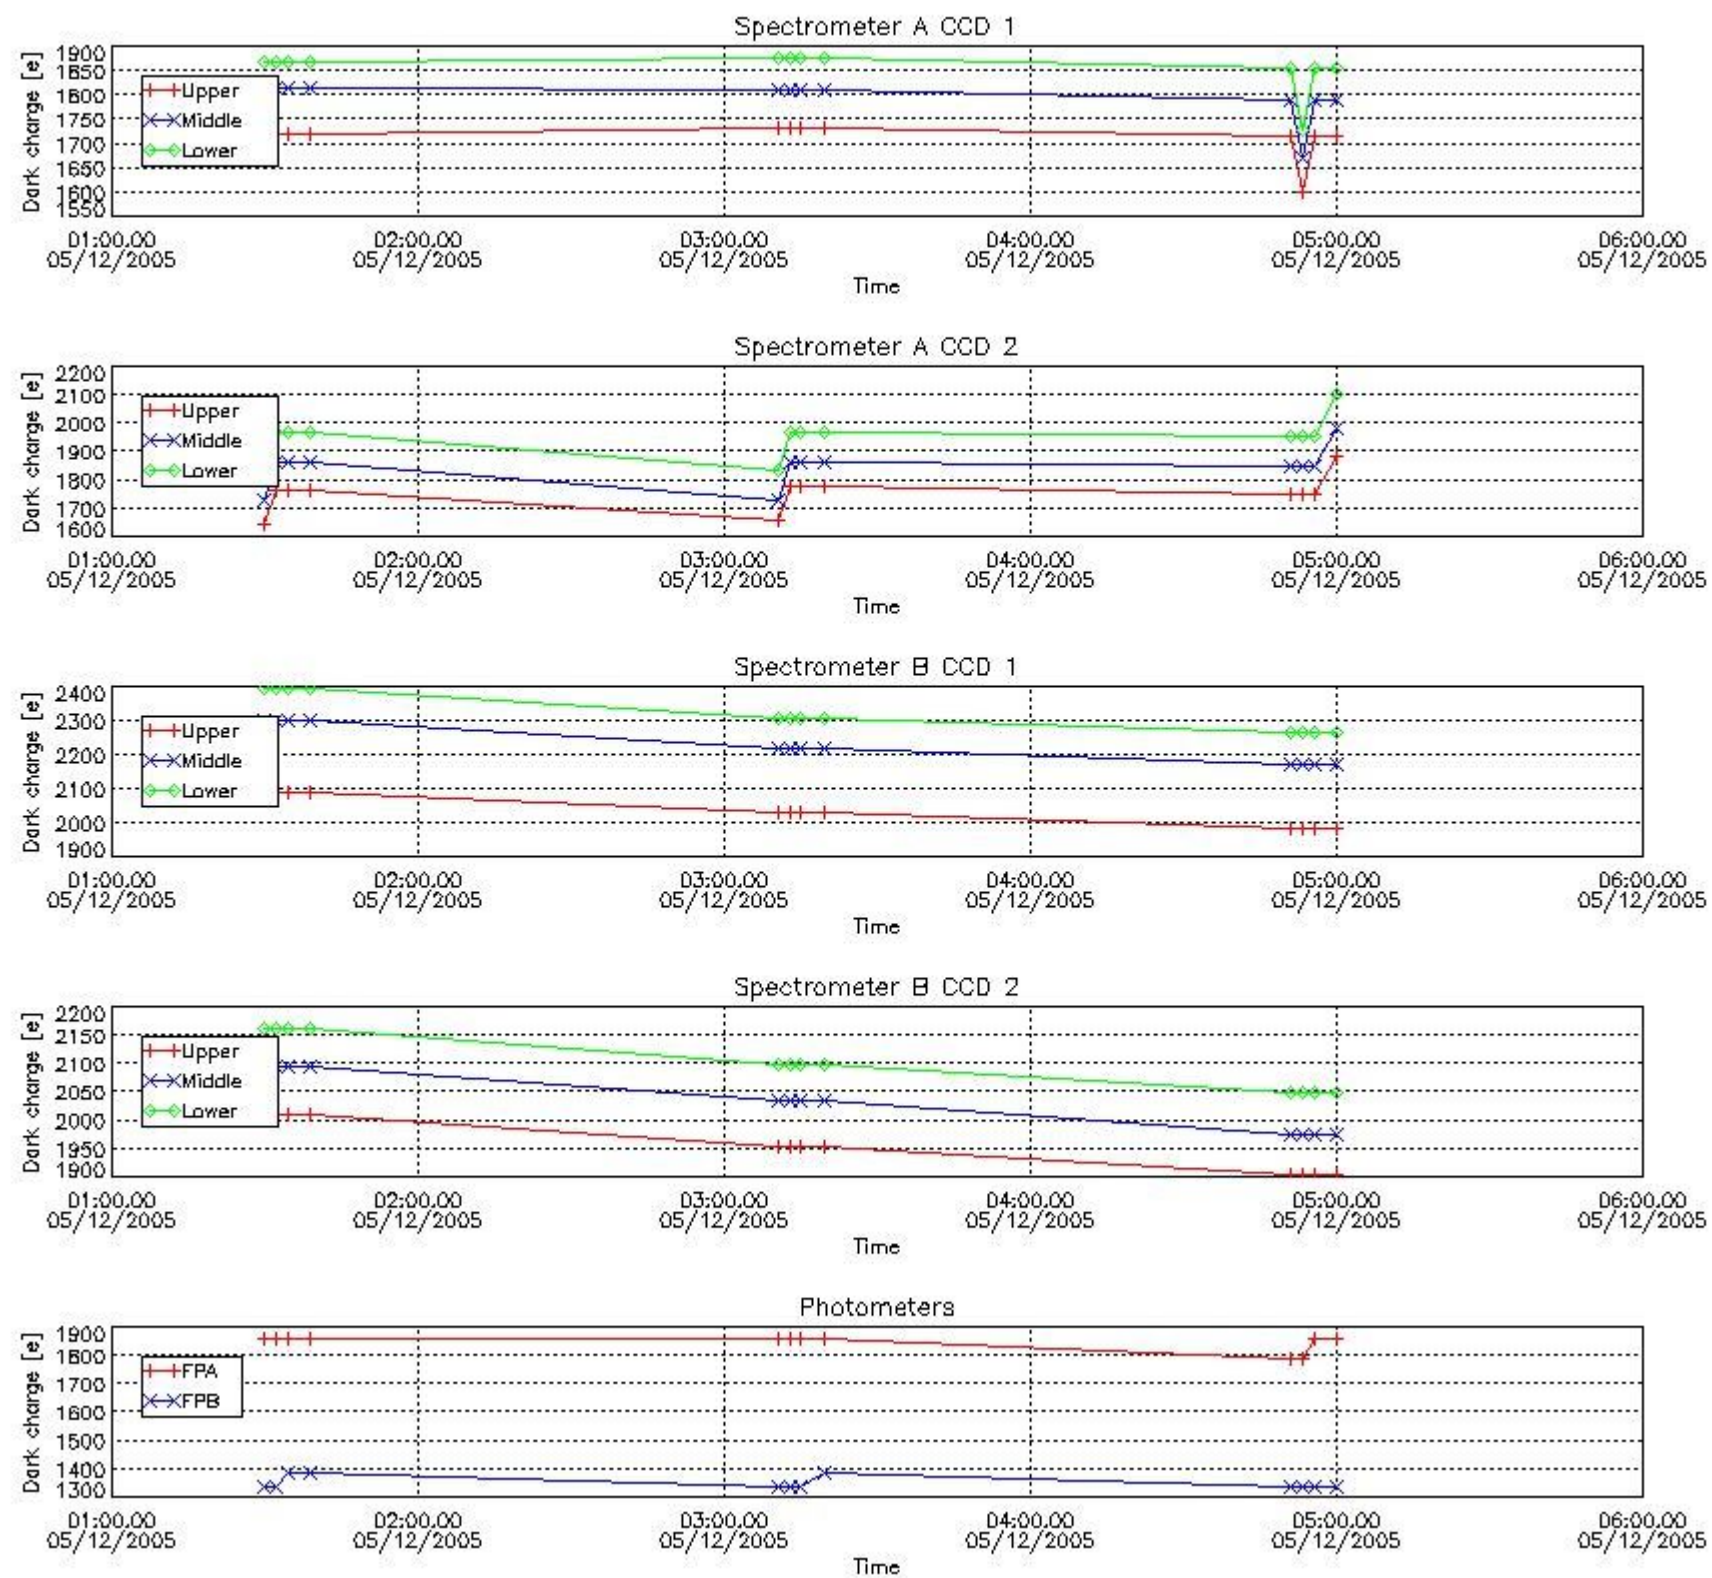 Spectrometer A CCD 1
Dark charge [e]
1900
1850
1800
1750
1700
1650
1600
1550
Upper
Middle
Lower
01:00.00 02:00.00 03:00.00 04:00.00 05:00.00 06:00.00
05/12/2005 05/12/2005 05/12/2005 05/12/2005 05/12/2005 05/12/2005
Time
Spectrometer A CCD 2
Dark charge [e]
2200
2100
2000
1900
1800
1700
1600
Upper
Middle
Lower
01:00.00 02:00.00 03:00.00 04:00.00 05:00.00 06:00.00
05/12/2005 05/12/2005 05/12/2005 05/12/2005 05/12/2005 05/12/2005
Time
Spectrometer B CCD 1
Dark charge [e]
2400
2300
2200
2100
2000
1900
Upper
Middle
Lower
01:00.00 02:00.00 03:00.00 04:00.00 05:00.00 06:00.00
05/12/2005 05/12/2005 05/12/2005 05/12/2005 05/12/2005 05/12/2005
Time
Spectrometer B CCD 2
Dark charge [e]
2200
2150
2100
2050
2000
1950
1900
Upper
Middle
Lower
01:00.00 02:00.00 03:00.00 04:00.00 05:00.00 06:00.00
05/12/2005 05/12/2005 05/12/2005 05/12/2005 05/12/2005 05/12/2005
Time
Photometers
Dark charge [e]
1900
1800
1700
1600
1500
1400
1300
FPA
FPB
01:00.00 02:00.00 03:00.00 04:00.00 05:00.00 06:00.00
05/12/2005 05/12/2005 05/12/2005 05/12/2005 05/12/2005 05/12/2005
Time